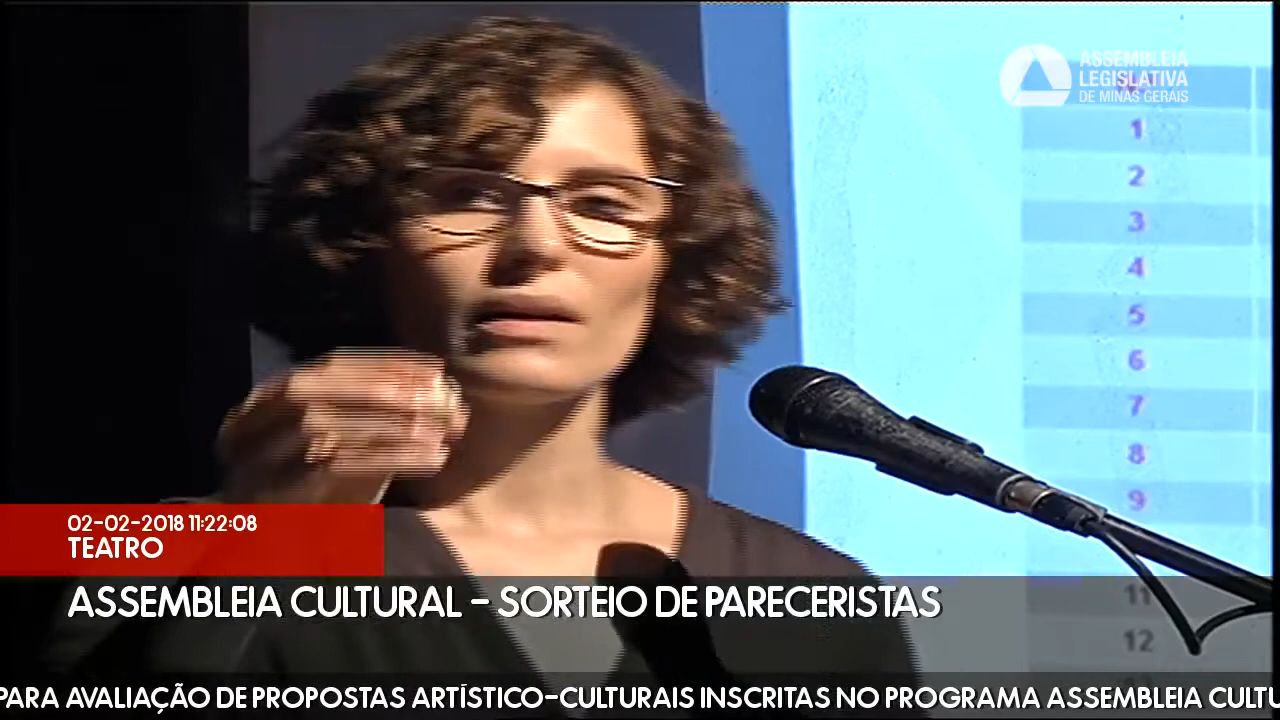 ASSEMBLEIA
LEGISLATIVA
DE MINAS GERAIS
1
2
3
4
5
6
7
8
9
11
12
02-02-2018 11:22:08
TEATRO
ASSEMBLEIA CULTURAL - SORTEIO DE PARECERISTAS
PARA AVALIAÇÃO DE PROPOSTAS ARTÍSTICO-CULTURAIS INSCRITAS NO PROGRAMA ASSEMBLEIA CULTU